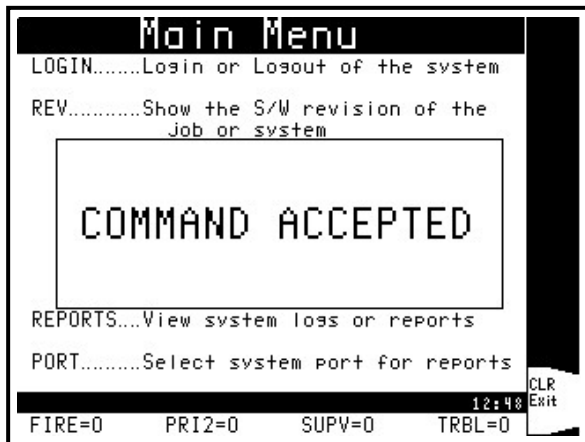 Main Menu
LOGIN.......Login or Logout of the system
REV...........Show the S/W revision of the
Job or system
COMMAND ACCEPTED
REPORTS....View system logs or reports
PORT.........Select system port for reports
CLR
12:48 Exit
FIRE=0 PRI2=0 SUPV=0 TRBL=0